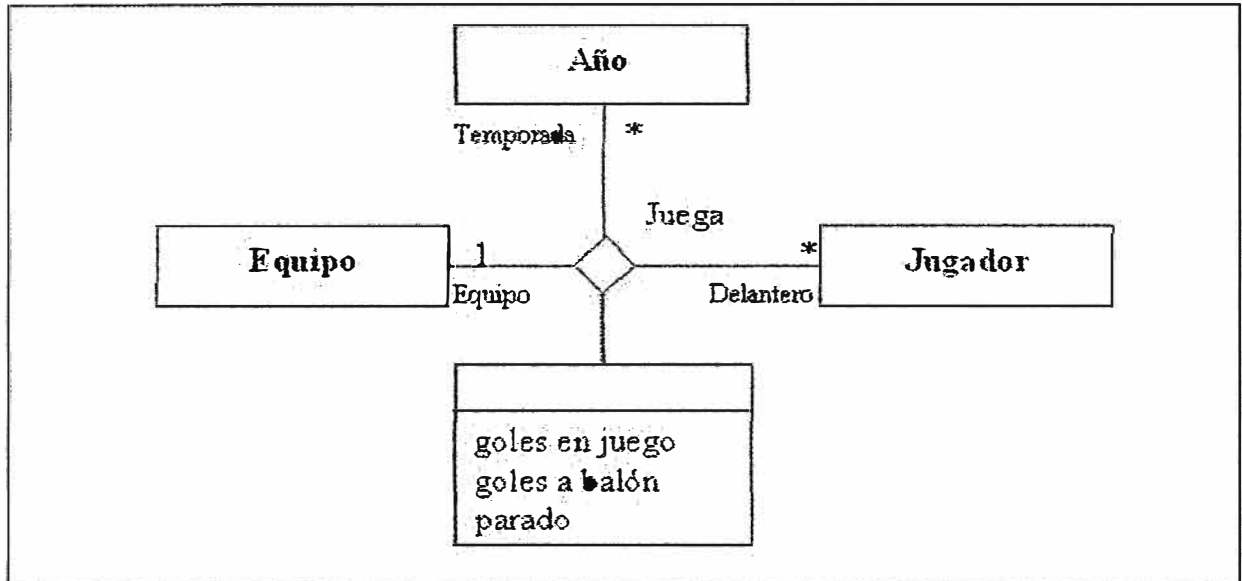 Año
Temporada *
Juega
Equipo 1 * Jugador
Equipo Delantero
goles en juego
goles a balón
parado